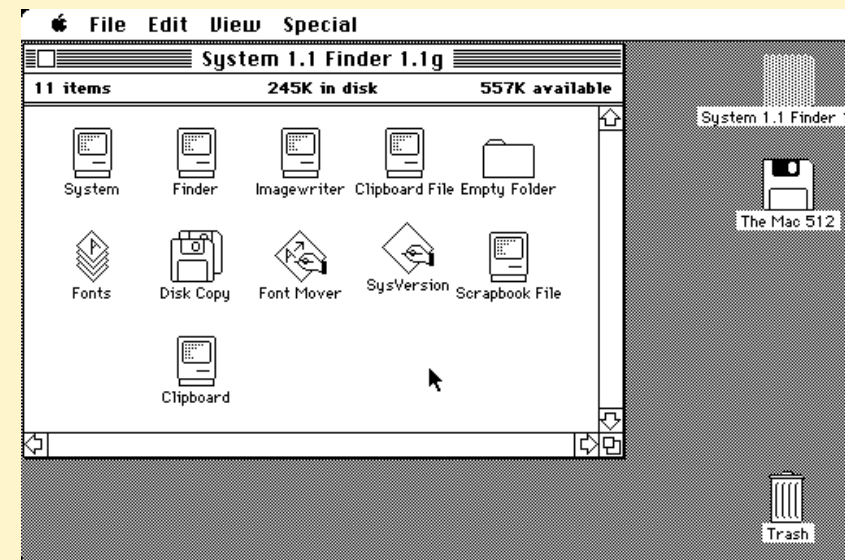 File Edit View Special
System 1.1 Finder 1.1g
11 items 245K in disk 557K available
System Finder Imagewriter Clipboard File Empty Folder
Fonts Disk Copy Font Mover SysVersion Scrapbook File
Clipboard
System 1.1 Finder
The Mac 512
Trash